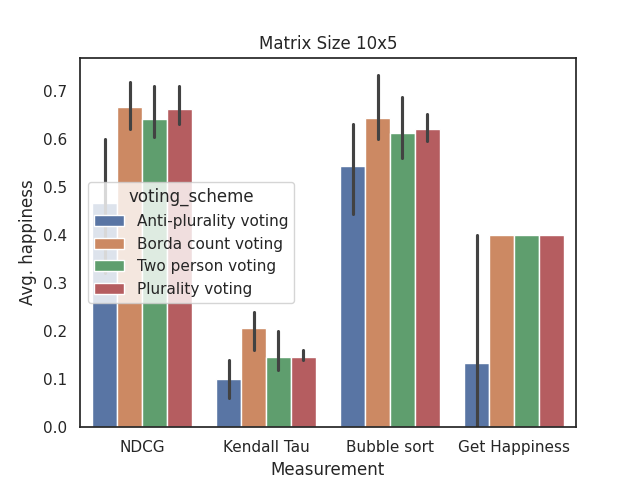 Matrix Size 10x5
Avg. happiness
0.7
0.6
0.5
0.4
0.3
0.2
0.1
0.0
voting_scheme
Anti-plurality voting
Borda count voting
Two person voting
Plurality voting
NDCG Kendall Tau Bubble sort Get Happiness
Measurement